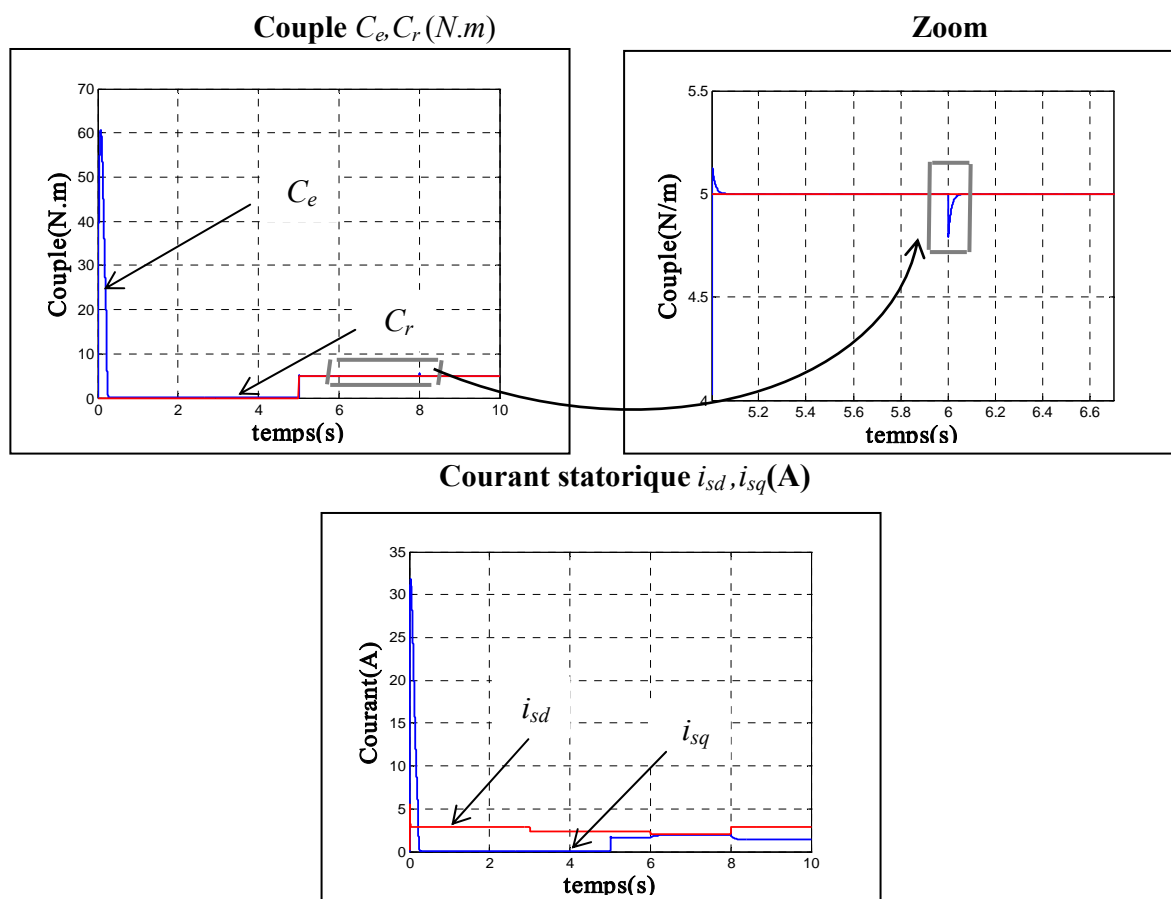 Couple Ce,Cr (N.m)
Zoom
70
60
50
40
30
20
10
0
Couple(N.m)
Ce
Cr
0 2 4 6 8 10
temps(s)
5.5
5
4.5
4
Couple(N/m)
5.2 5.4 5.6 5.8 6 6.2 6.4 6.6
temps(s)
Courant statorique isd ,isq(A)
35
30
25
20
15
10
5
0
Courant(A)
isd
isq
0 2 4 6 8 10
temps(s)